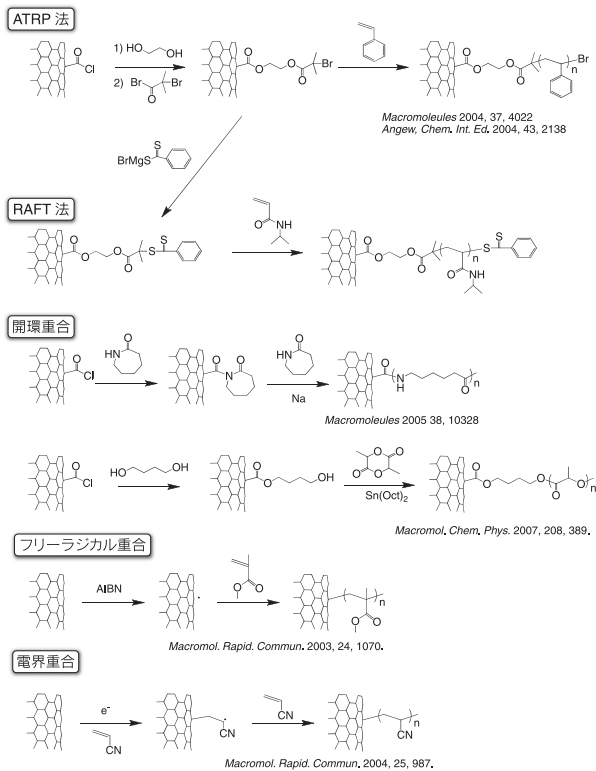 ATRP 法
O
Cl
1) HO OH
2) Br O Br
O O O O Br
O O O O n Br
Macromoleules 2004, 37, 4022
Angew, Chem. Int. Ed. 2004, 43, 2138
BrMgS S
RAFT 法
O O O O S S
O NH
O O O O n S S
O NH
開環重合
O Cl
HN O
O N O
HN O
Na
O N H O n
Macromoleules 2005 38, 10328
O Cl
HO OH
O O OH
O O O O
Sn(Oct)2
O O O O O n
Macromol. Chem. Phys. 2007, 208, 389.
フリーラジカル重合
AIBN
O O
n
O O
Macromol. Rapid. Commun. 2003, 24, 1070.
電界重合
e-
CN
CN
CN
n
CN
Macromol. Rapid. Commun. 2004, 25, 987.